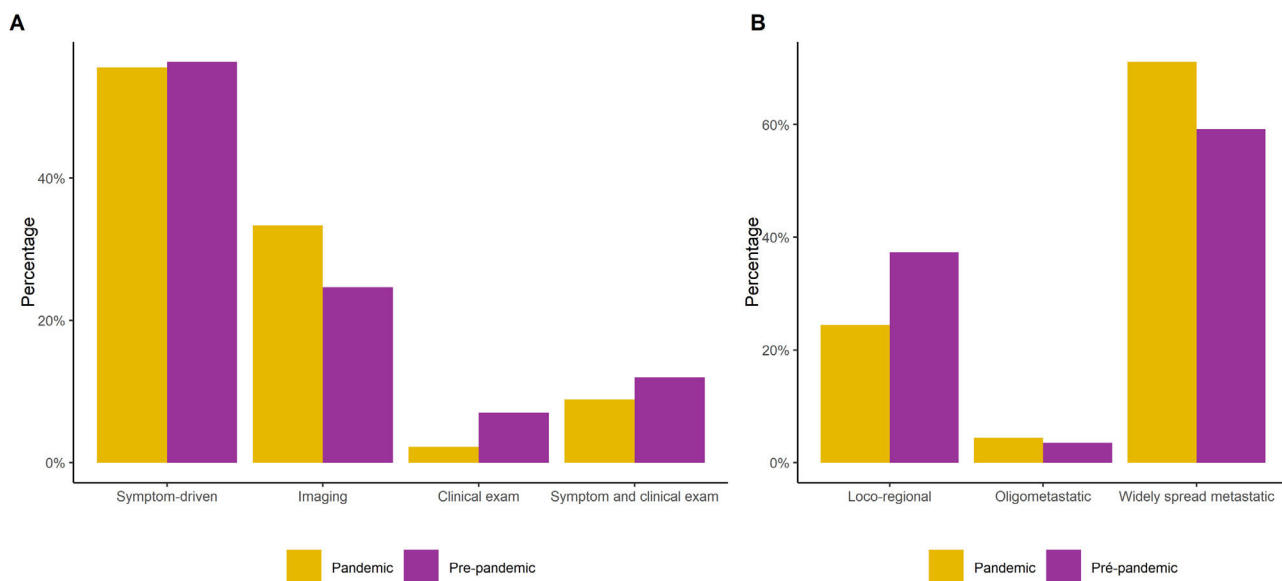 A
Percentage
40%
20%
0%
Symptom-driven
Imaging
Clinical exam
Symptom and clinical exam
Pandemic
Pre-pandemic
B
Percentage
60%
40%
20%
0%
Loco-regional
Oligometastatic
Widely spread metastatic
Pandemic
Pré-pandemic